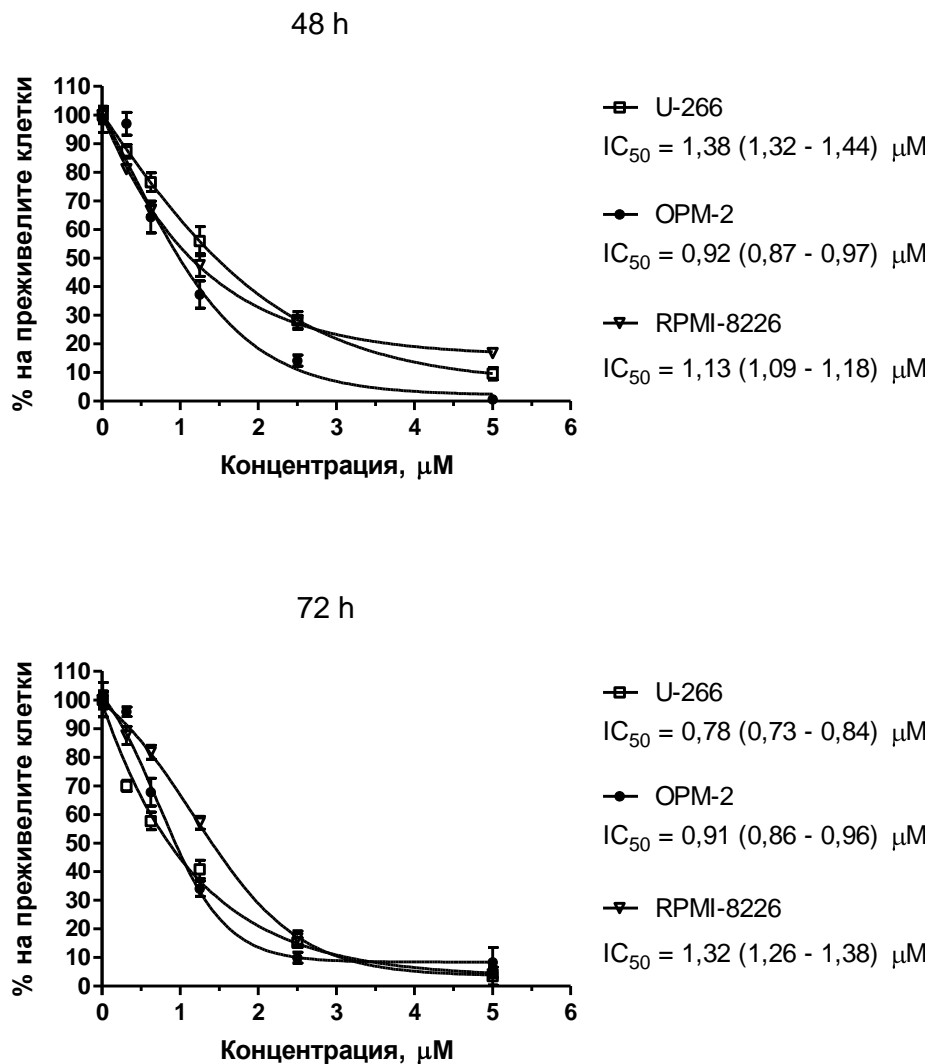 48 h
110
100
90
80
70
60
50
40
30
20
10
0
% на преживелите клетки
0 1 2 3 4 5 6
Концентрация, μM
U-266
IC50 = 1,38 (1,32 - 1,44) μM
OPM-2
IC50 = 0,92 (0,87 - 0,97) μM
RPMI-8226
IC50 = 1,13 (1,09 - 1,18) μM
72 h
110
100
90
80
70
60
50
40
30
20
10
0
% на преживелите клетки
0 1 2 3 4 5 6
Концентрация, μM
U-266
IC50 = 0,78 (0,73 - 0,84) μM
OPM-2
IC50 = 0,91 (0,86 - 0,96) μM
RPMI-8226
IC50 = 1,32 (1,26 - 1,38) μM